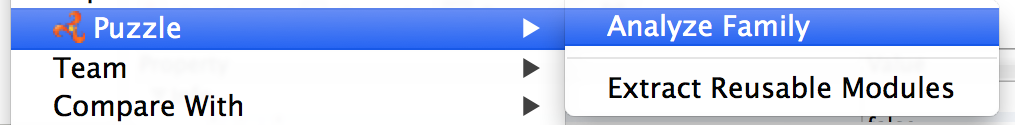 Puzzle
Analyze Family
Team
Compare With
Extract Reusable Modules